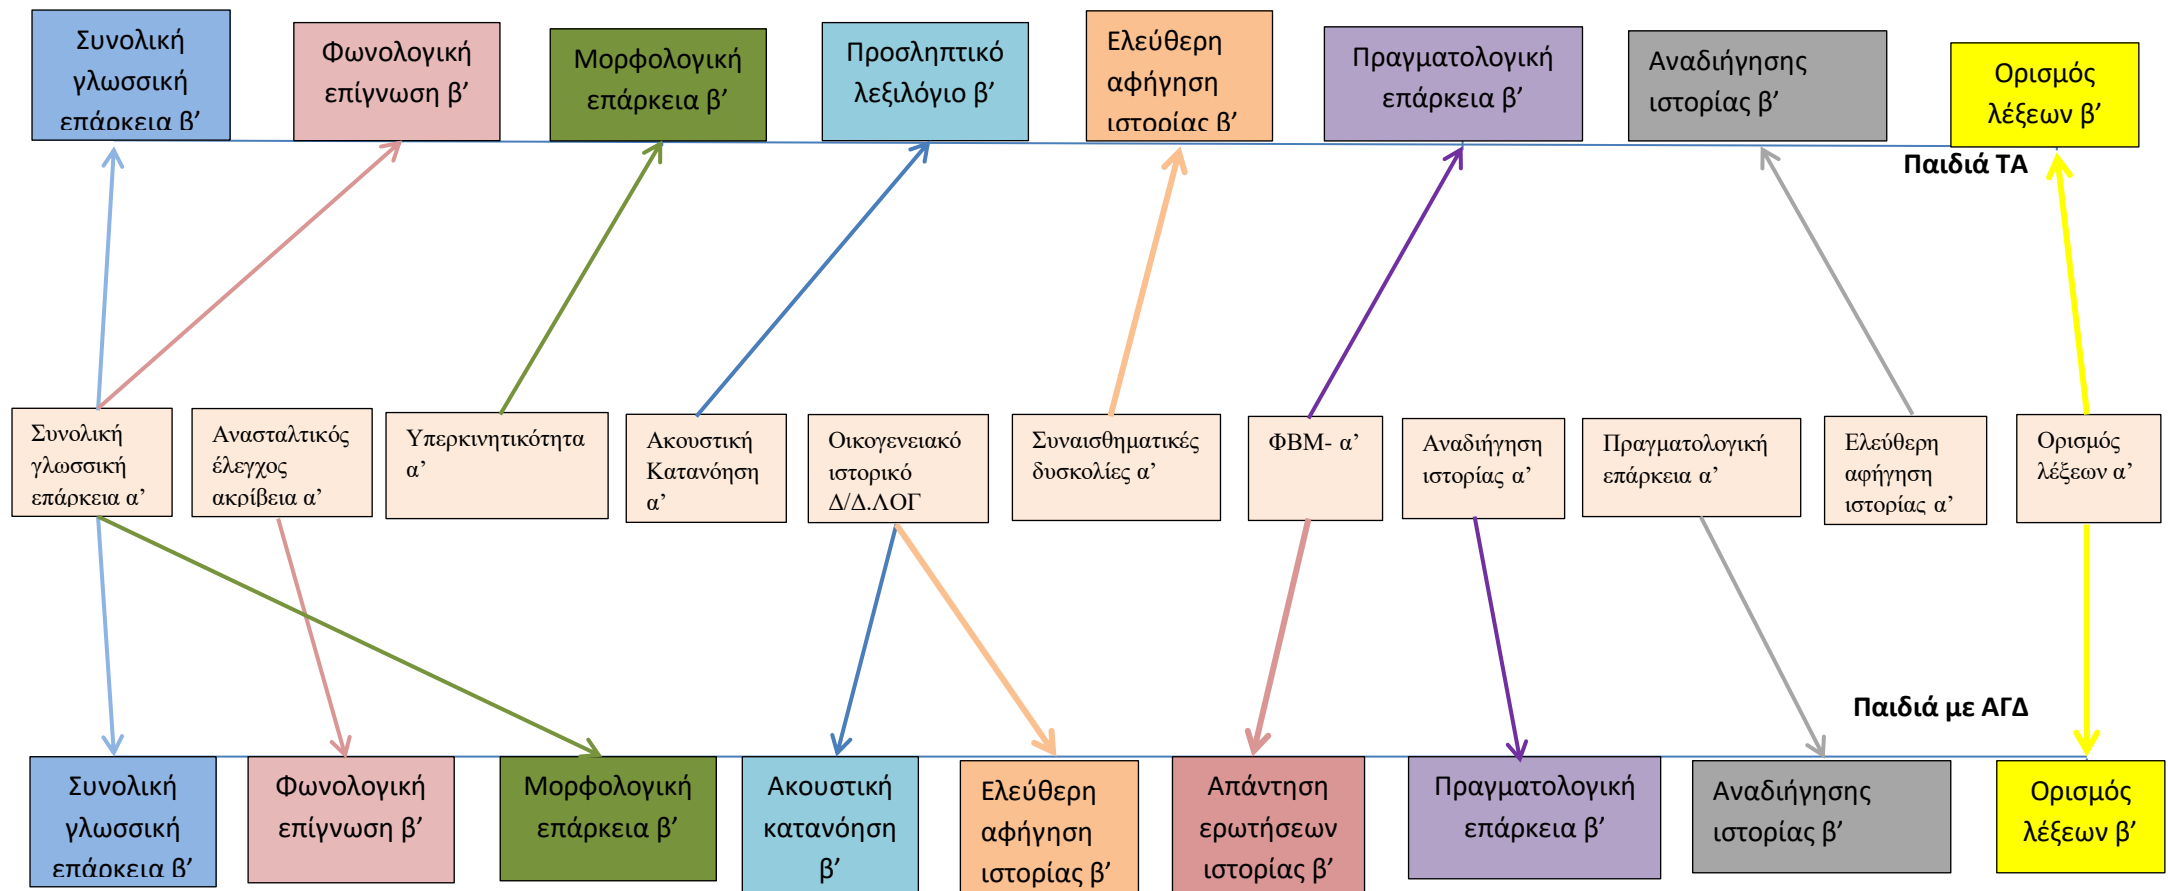 Συνολική
γλωσσική
επάρκεια β’
Φωνολογική
επίγνωση β’
Μορφολογική
επάρκεια β’
Προσληπτικό
λεξιλόγιο β’
Ελεύθερη
αφήγηση
ιστορίας β’
Πραγματολογική
επάρκεια β’
Αναδιήγησης
ιστορίας β’
Ορισμός
λέξεων β’
Παιδιά ΤΑ
Συνολική
γλωσσική
επάρκεια α’
Ανασταλτικός
έλεγχος
ακρίβεια α’
Υπερκινητικότητα
α’
Ακουστική
Κατανόηση
α’
Οικογενειακό
ιστορικό
Δ/Δ.ΛΟΓ
Συναισθηματικές
δυσκολίες α’
ΦΒΜ- α’
Αναδιήγηση
ιστορίας α’
Πραγματολογική
επάρκεια α’
Ελεύθερη
αφήγηση
ιστορίας α’
Ορισμός
λέξεων α’
Παιδιά με ΑΓΔ
Συνολική
γλωσσική
επάρκεια β’
Φωνολογική
επίγνωση β’
Μορφολογική
επάρκεια β’
Ακουστική
κατανόηση
β’
Ελεύθερη
αφήγηση
ιστορίας β’
Απάντηση
ερωτήσεων
ιστορίας β’
Πραγματολογική
επάρκεια β’
Αναδιήγησης
ιστορίας β’
Ορισμός
λέξεων β’